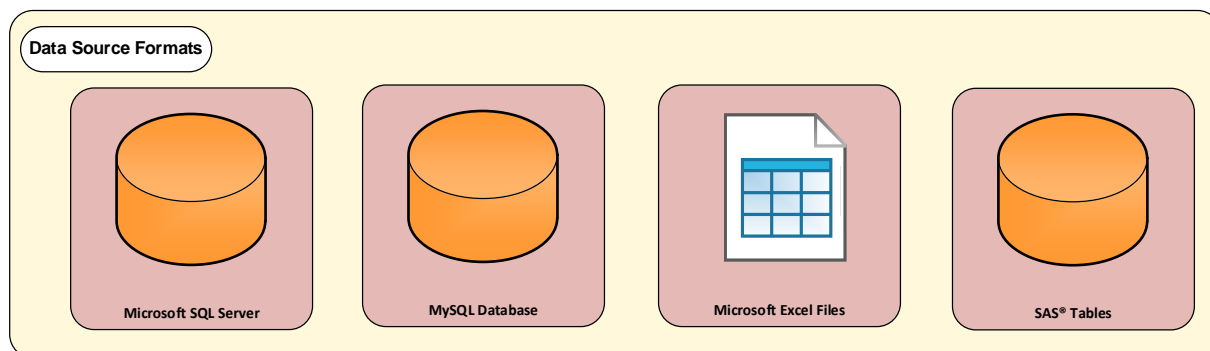 Data Source Formats
Microsoft SQL Server
MySQL Database
Microsoft Excel Files
SAS® Tables